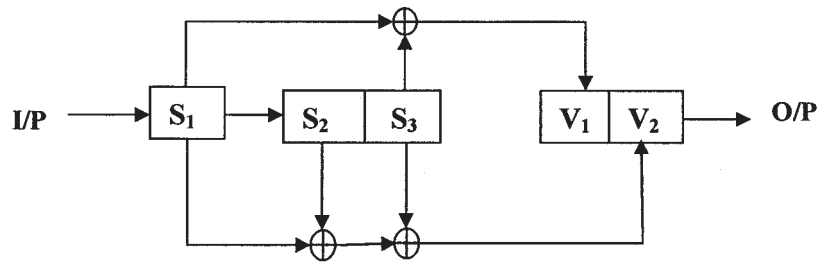 I/P
S₁
S₂
S₃
V₁
V₂
O/P